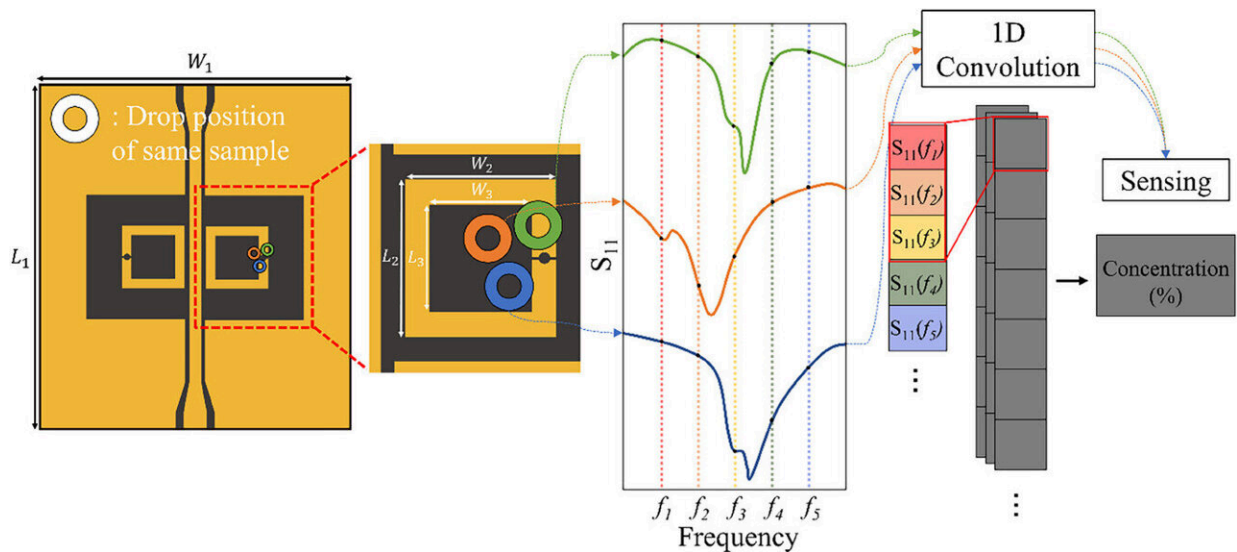 W₁
L₁
: Drop position
of same sample
W₂
W₃
L₂
L₃
S₁₁
f₁
f₂
f₃
f₄
f₅
Frequency
1D
Convolution
S₁₁(f₁)
S₁₁(f₂)
S₁₁(f₃)
S₁₁(f₄)
S₁₁(f₅)
⋮
⋮
Sensing
Concentration
(%)